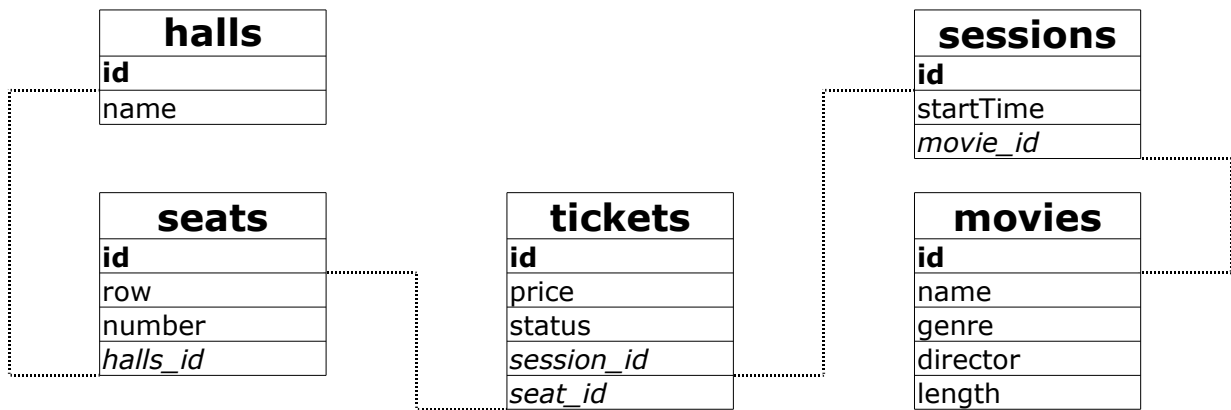 halls
id
name
sessions
id
startTime
movie_id
seats
id
row
number
halls_id
tickets
id
price
status
session_id
seat_id
movies
id
name
genre
director
length